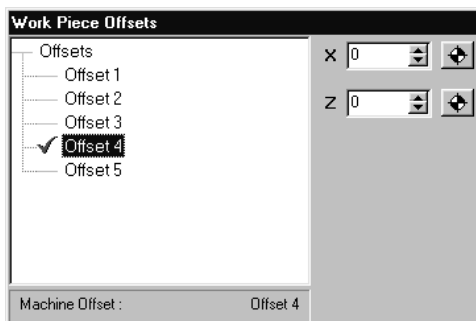 Work Piece Offsets
Offsets
Offset 1
Offset 2
Offset 3
Offset 4
Offset 5
X 0
Z 0
Machine Offset : Offset 4